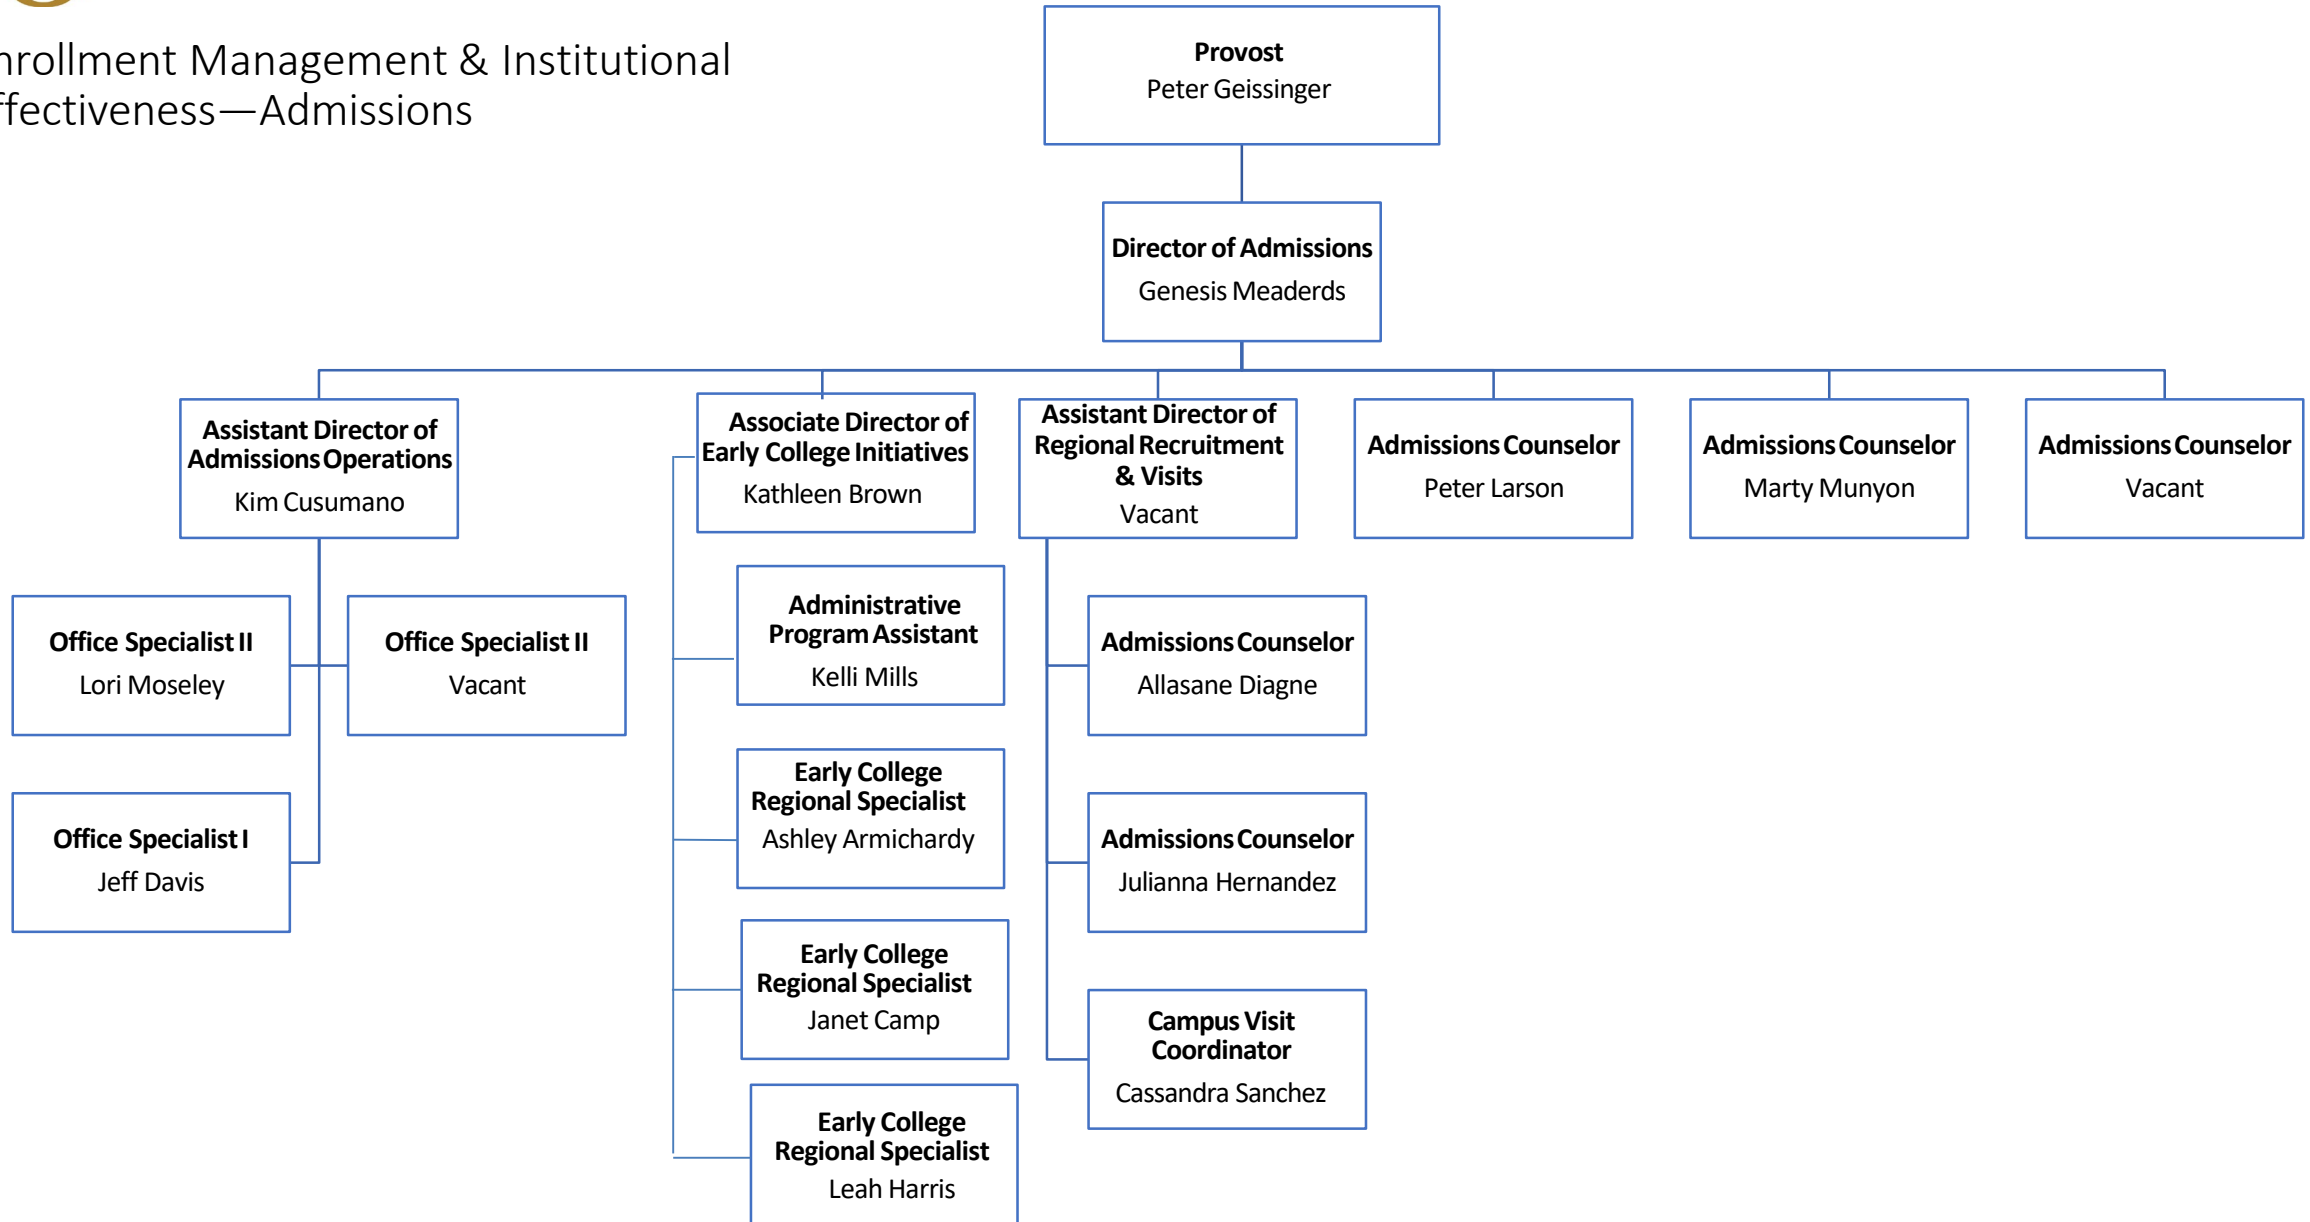 nrollment Management & Institutional
ffectiveness—Admissions
Provost
Peter Geissinger
Director of Admissions
Genesis Meaderds
Assistant Director of
Admissions Operations
Kim Cusumano
Associate Director of
Early College Initiatives
Kathleen Brown
Assistant Director of
Regional Recruitment
& Visits
Vacant
Admissions Counselor
Peter Larson
Admissions Counselor
Marty Munyon
Admissions Counselor
Vacant
Office Specialist II
Lori Moseley
Office Specialist II
Vacant
Office Specialist I
Jeff Davis
Administrative
Program Assistant
Kelli Mills
Early College
Regional Specialist
Ashley Armichardy
Early College
Regional Specialist
Janet Camp
Early College
Regional Specialist
Leah Harris
Admissions Counselor
Allasane Diagne
Admissions Counselor
Julianna Hernandez
Campus Visit
Coordinator
Cassandra Sanchez